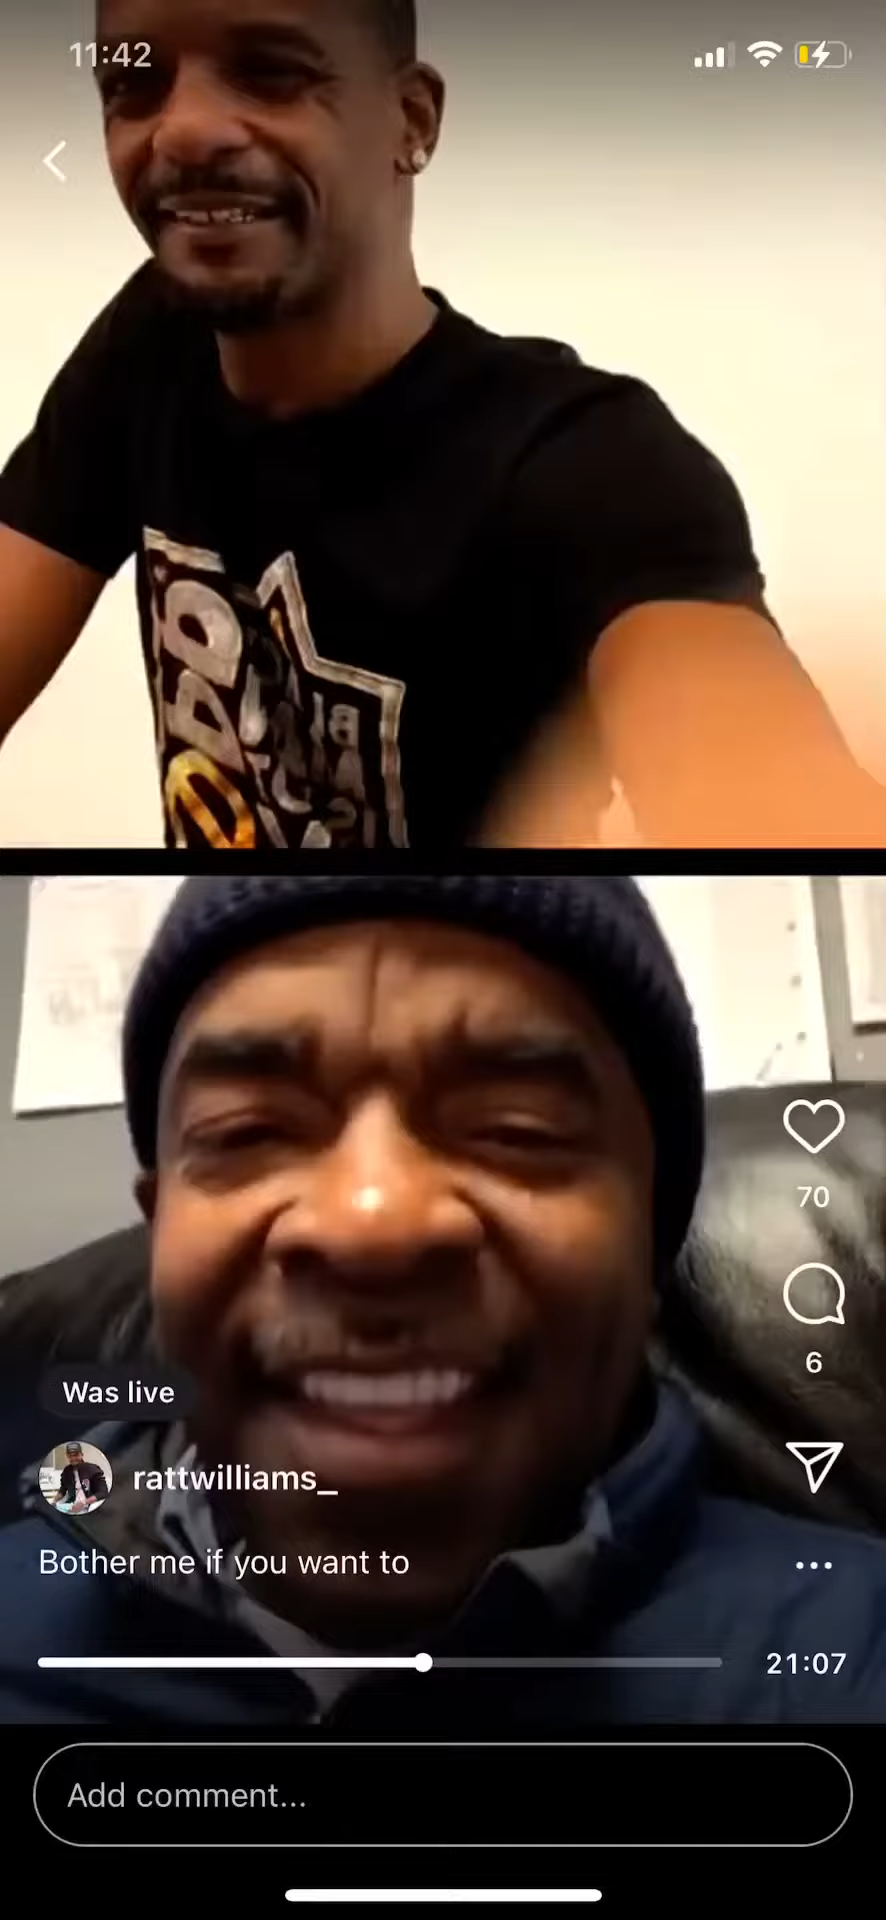 11:42
70
6
Was live
rattwilliams_
Bother me if you want to
21:07
Add comment...